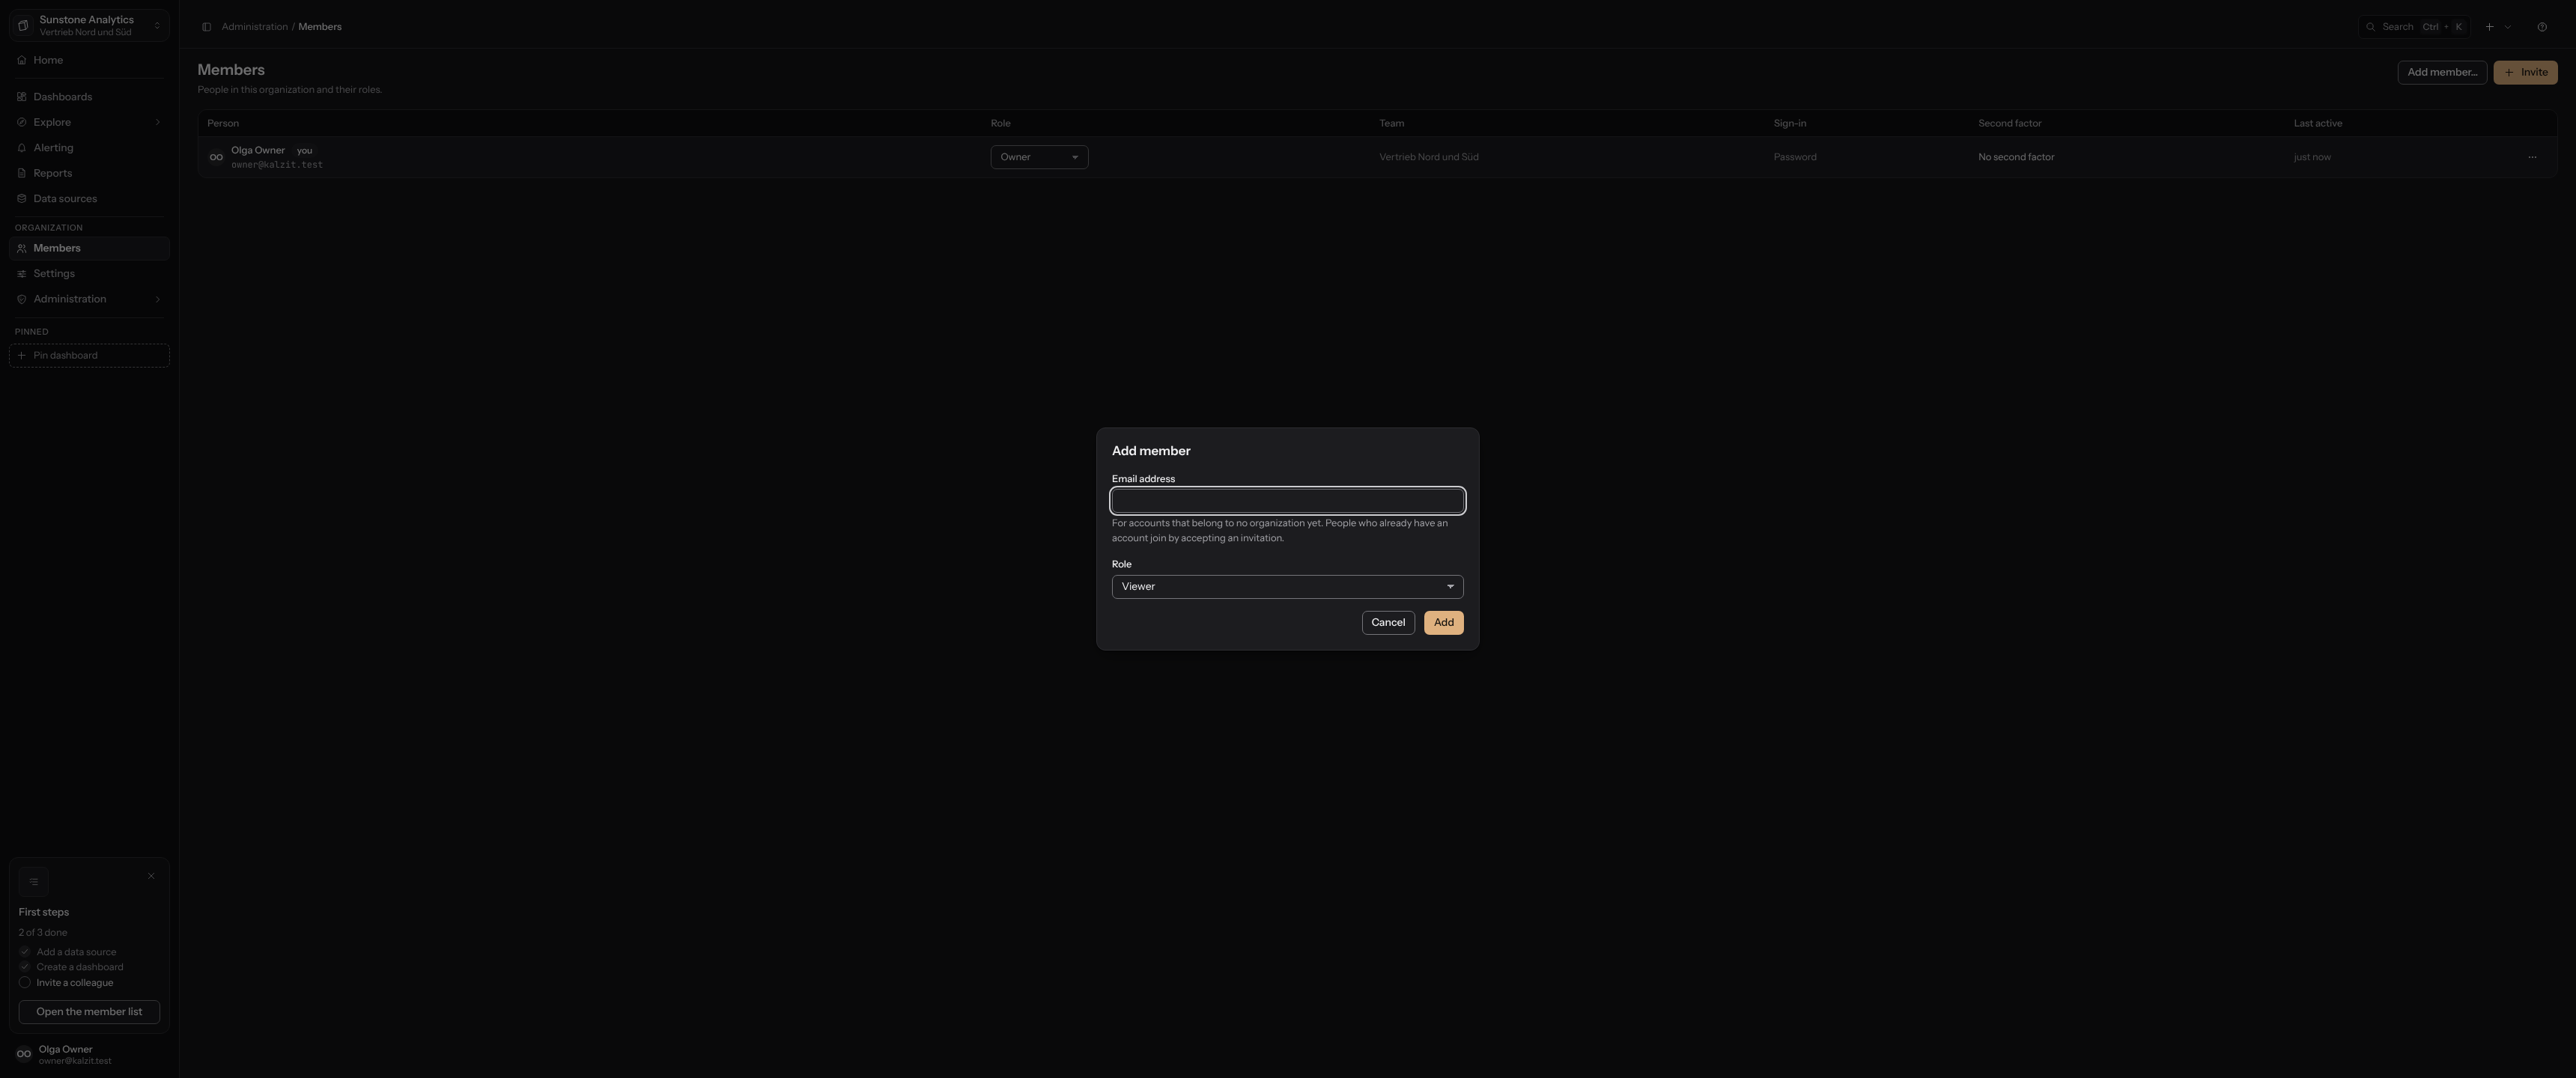 Sunstone Analytics
Vertrieb Nord und Süd
Home
Dashboards
Explore
Alerting
Reports
Data sources
ORGANIZATION
Members
Settings
Administration
PINNED
Pin dashboard
First steps
2 of 3 done
Add a data source
Create a dashboard
Invite a colleague
Open the member list
OO Olga Owner
owner@kalzit.test
Administration / Members
Search Ctrl + K
Members
People in this organization and their roles.
Add member...
Invite
Person Role Team Sign-in Second factor Last active
OO Olga Owner you
owner@kalzit.test
Owner
Vertrieb Nord und Süd
Password
No second factor
just now
Add member
Email address
For accounts that belong to no organization yet. People who already have an
account join by accepting an invitation.
Role
Viewer
Cancel Add